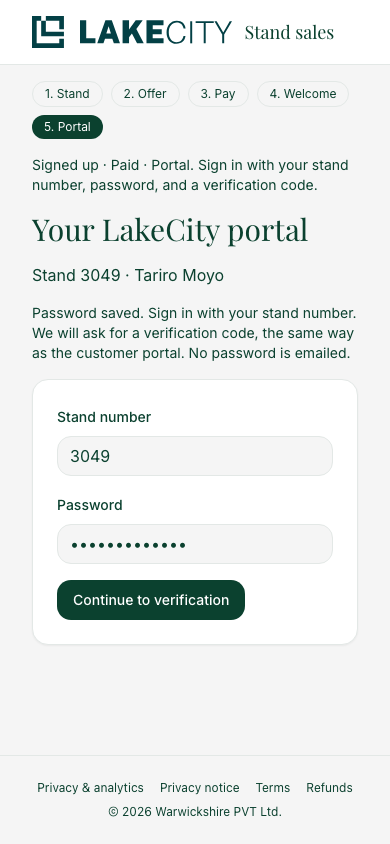 LAKECITY Stand sales
1. Stand 2. Offer 3. Pay 4. Welcome
5. Portal
Signed up · Paid · Portal. Sign in with your stand
number, password, and a verification code.
Your LakeCity portal
Stand 3049 · Tariro Moyo
Password saved. Sign in with your stand number.
We will ask for a verification code, the same way
as the customer portal. No password is emailed.
Stand number
3049
Password
•••••••••••••
Continue to verification
Privacy & analytics Privacy notice Terms Refunds
© 2026 Warwickshire PVT Ltd.